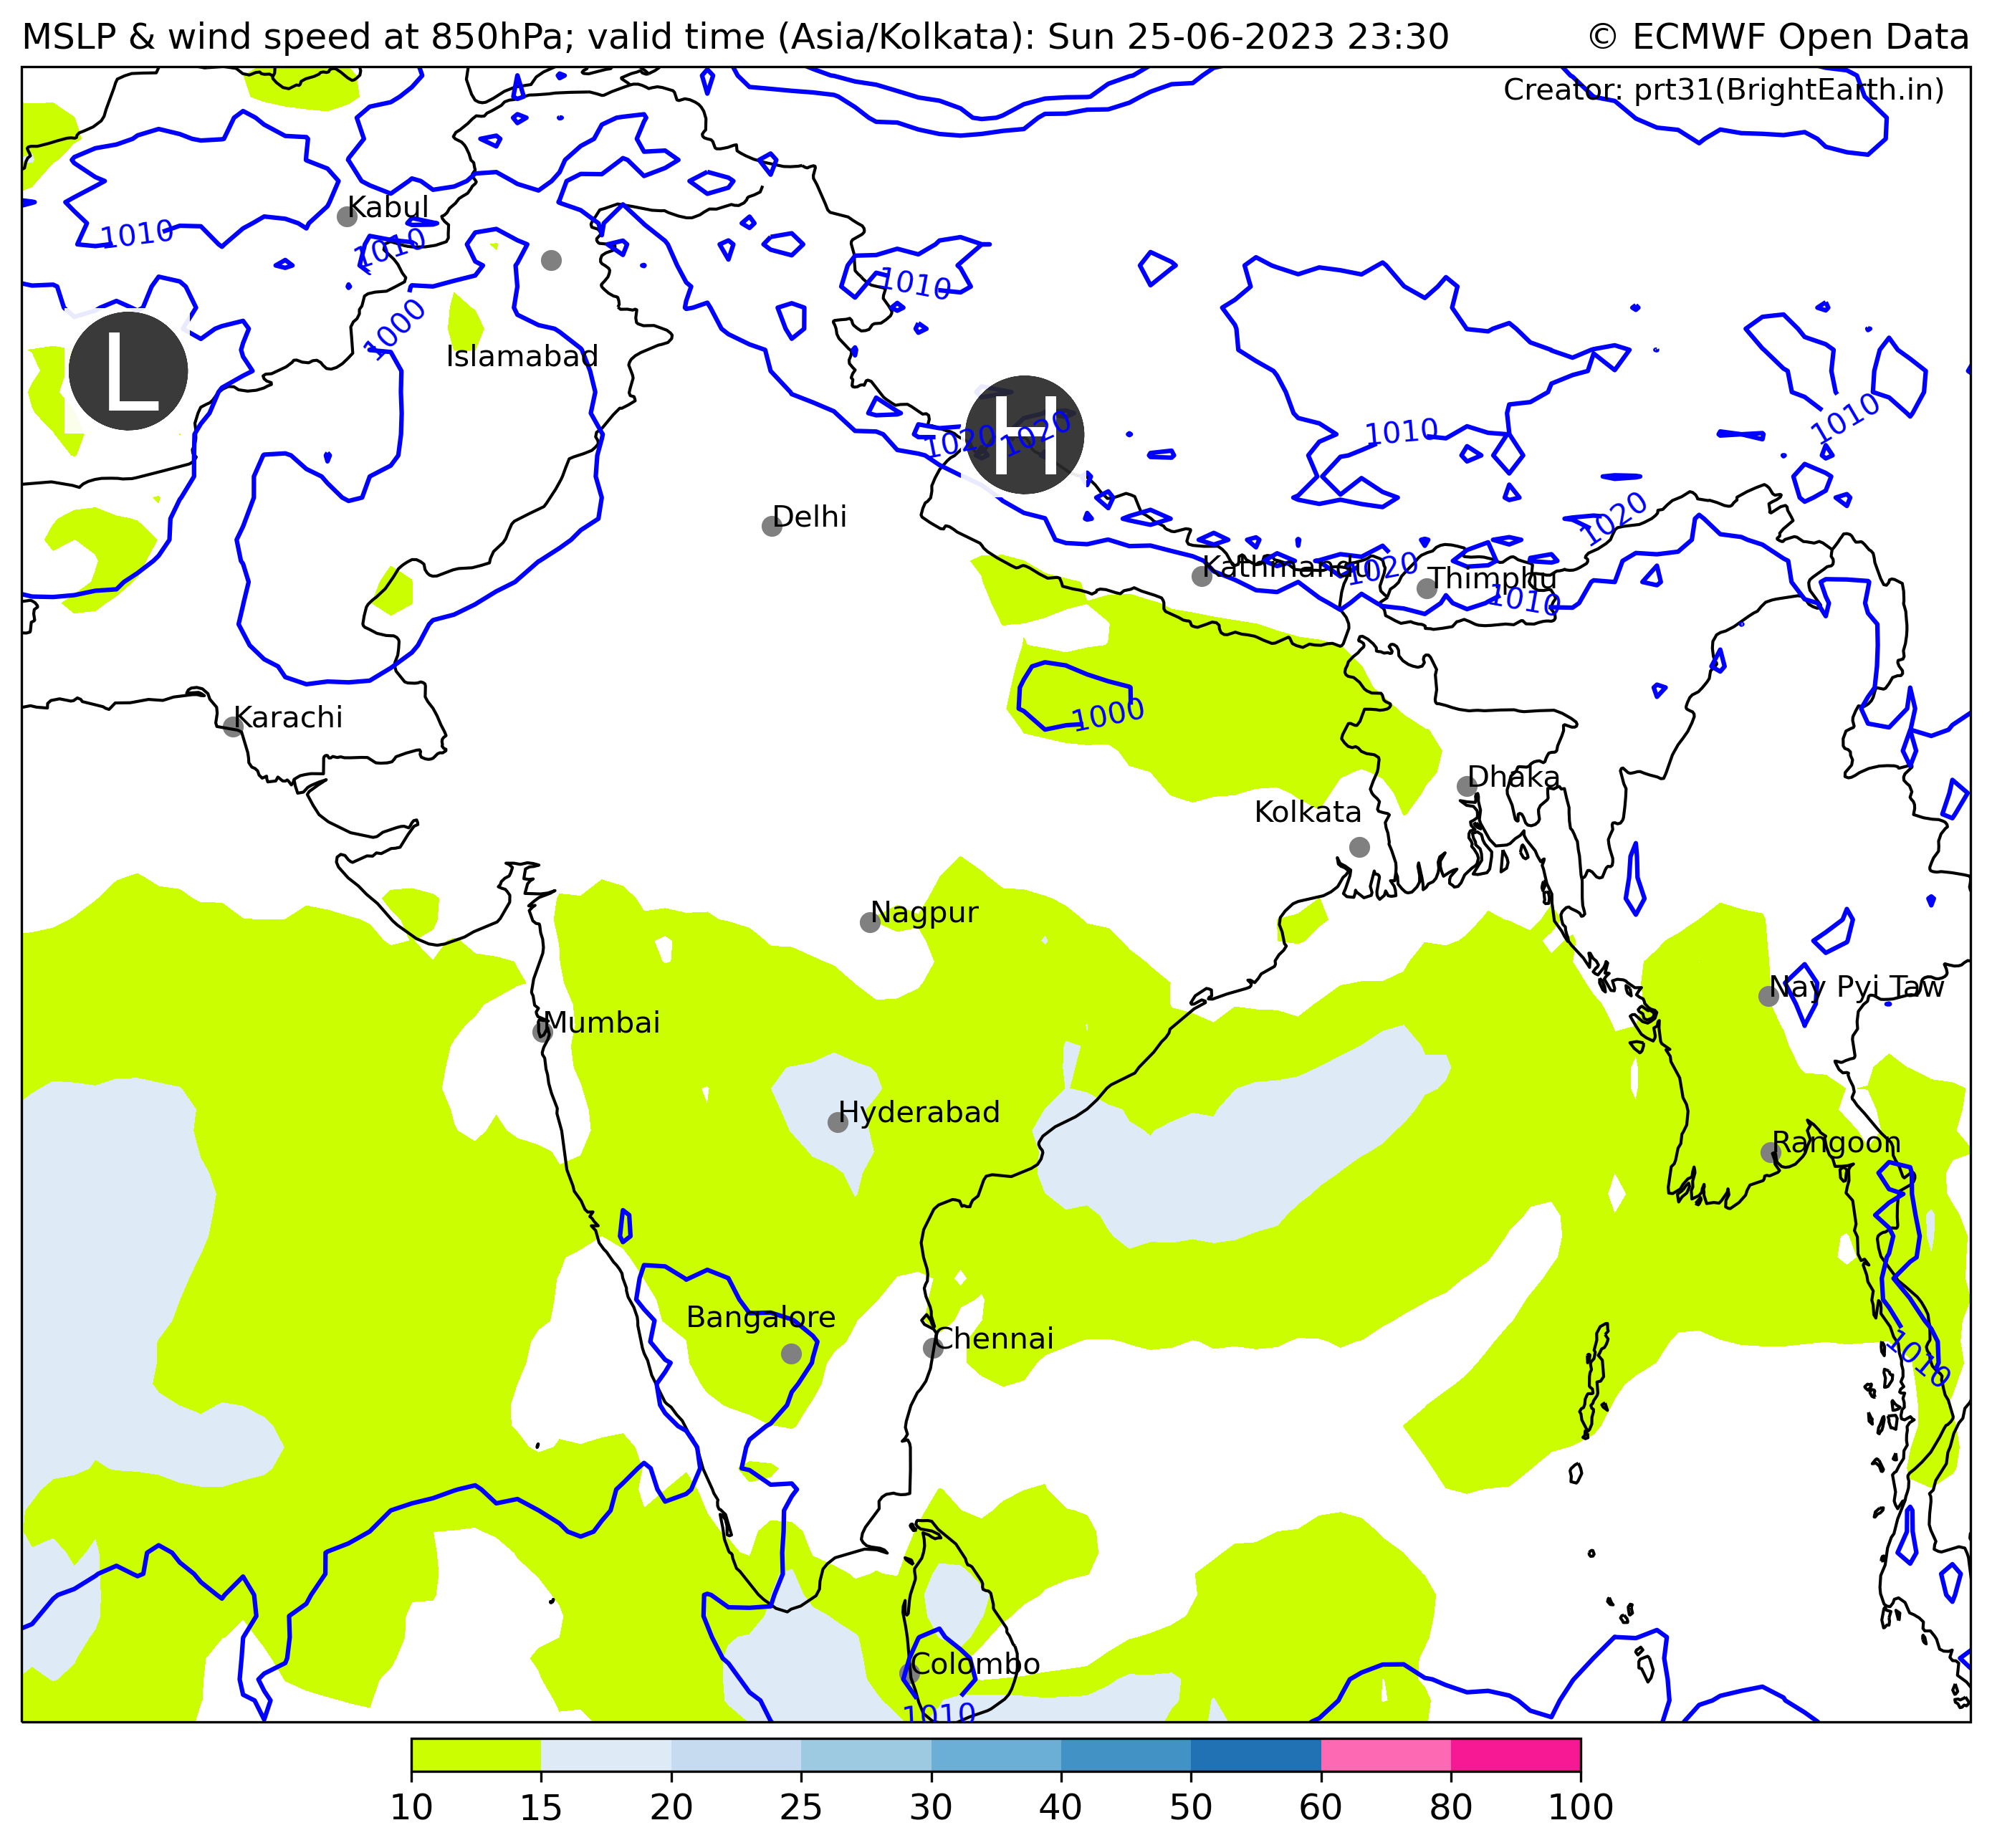 MSLP & wind speed at 850hPa; valid time (Asia/Kolkata): Sun 25-06-2023 23:30
© ECMWF Open Data
Creator: prt31(BrightEarth.in)
Kabul
1010
1010
1010
1000
L
Islamabad
H
1020
1020
1010
1010
Delhi
1020
Kathmandu
1020
Thimphu
1010
Karachi
1000
Dhaka
Kolkata
Nagpur
Nay Pyi Taw
Mumbai
Hyderabad
Rangoon
Bangalore
Chennai
1010
Colombo
1010
10 15 20 25 30 40 50 60 80 100